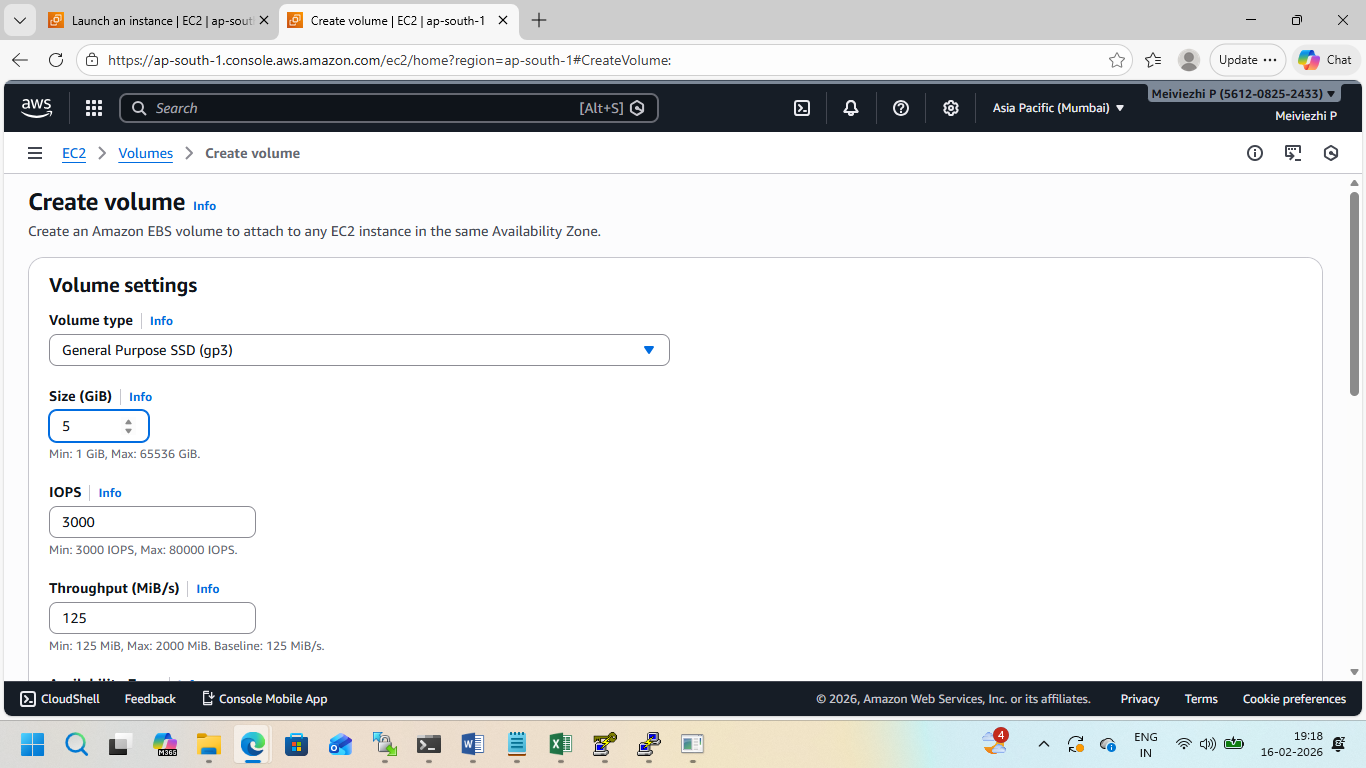 Launch an instance | EC2 | ap-sout
Create volume | EC2 | ap-south-1
https://ap-south-1.console.aws.amazon.com/ec2/home?region=ap-south-1#CreateVolume:
Update
Chat
aws
Search
[Alt+S]
Asia Pacific (Mumbai)
Meiviezhi P (5612-0825-2433)
Meiviezhi P
EC2
Volumes
Create volume
Create volume Info
Create an Amazon EBS volume to attach to any EC2 instance in the same Availability Zone.
Volume settings
Volume type Info
General Purpose SSD (gp3)
Size (GiB) Info
5
Min: 1 GiB, Max: 65536 GiB.
IOPS Info
3000
Min: 3000 IOPS, Max: 80000 IOPS.
Throughput (MiB/s) Info
125
Min: 125 MiB, Max: 2000 MiB. Baseline: 125 MiB/s.
CloudShell
Feedback
Console Mobile App
© 2026, Amazon Web Services, Inc. or its affiliates.
Privacy
Terms
Cookie preferences
M365
4
ENG
IN
19:18
16-02-2026